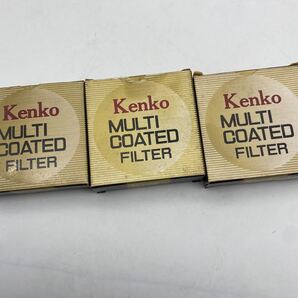 Kenko
MULTI
COATED
FILTER
Kenko
MULTI
COATED
FILTER
Kenko
MULTI
COATED
FILTER